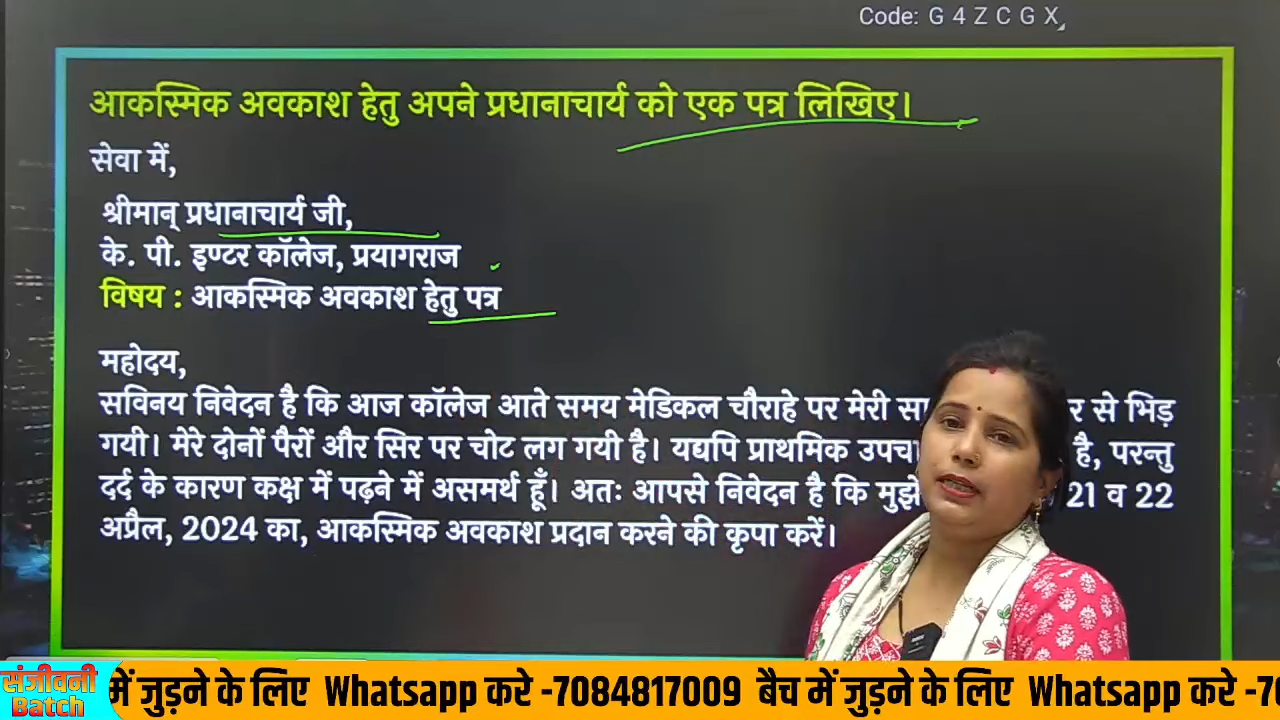 Code: G 4 Z C G X
आकस्मिक अवकाश हेतु अपने प्रधानाचार्य को एक पत्र लिखिए।
सेवा में,
श्रीमान् प्रधानाचार्य जी,
के. पी. इण्टर कॉलेज, प्रयागराज
विषय : आकस्मिक अवकाश हेतु पत्र
महोदय,
सविनय निवेदन है कि आज कॉलेज आते समय मेडिकल चौराहे पर मेरी से भिड़
गयी। मेरे दोनों पैरों और सिर पर चोट लग गयी है। यद्यपि प्राथमिक है, परन्तु
दर्द के कारण कक्ष में पढ़ने में असमर्थ हूँ। अतः आपसे निवेदन है कि मुझे 21 व 22
अप्रैल, 2024 का, आकस्मिक अवकाश प्रदान करने की कृपा करें।
संजीवनी
Batch
में जुड़ने के लिए Whatsapp करे -7084817009 बैच में जुड़ने के लिए Whatsapp करे